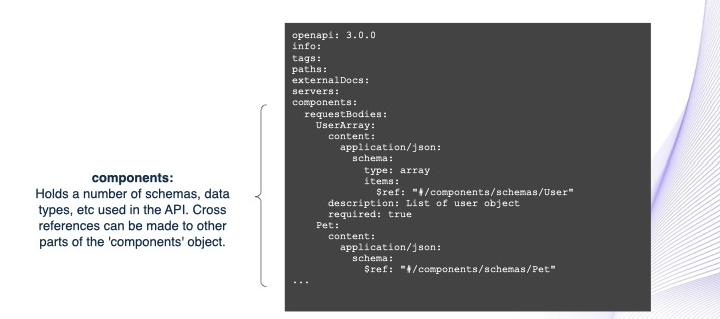 components:
Holds a number of schemas, data
types, etc used in the API. Cross
references can be made to other
parts of the 'components' object.
openapi: 3.0.0
info:
tags:
paths:
externalDocs:
servers:
components:
  requestBodies:
    UserArray:
      content:
        application/json:
          schema:
            type: array
            items:
              $ref: "#/components/schemas/User"
      description: List of user object
      required: true
    Pet:
      content:
        application/json:
          schema:
            $ref: "#/components/schemas/Pet"
...